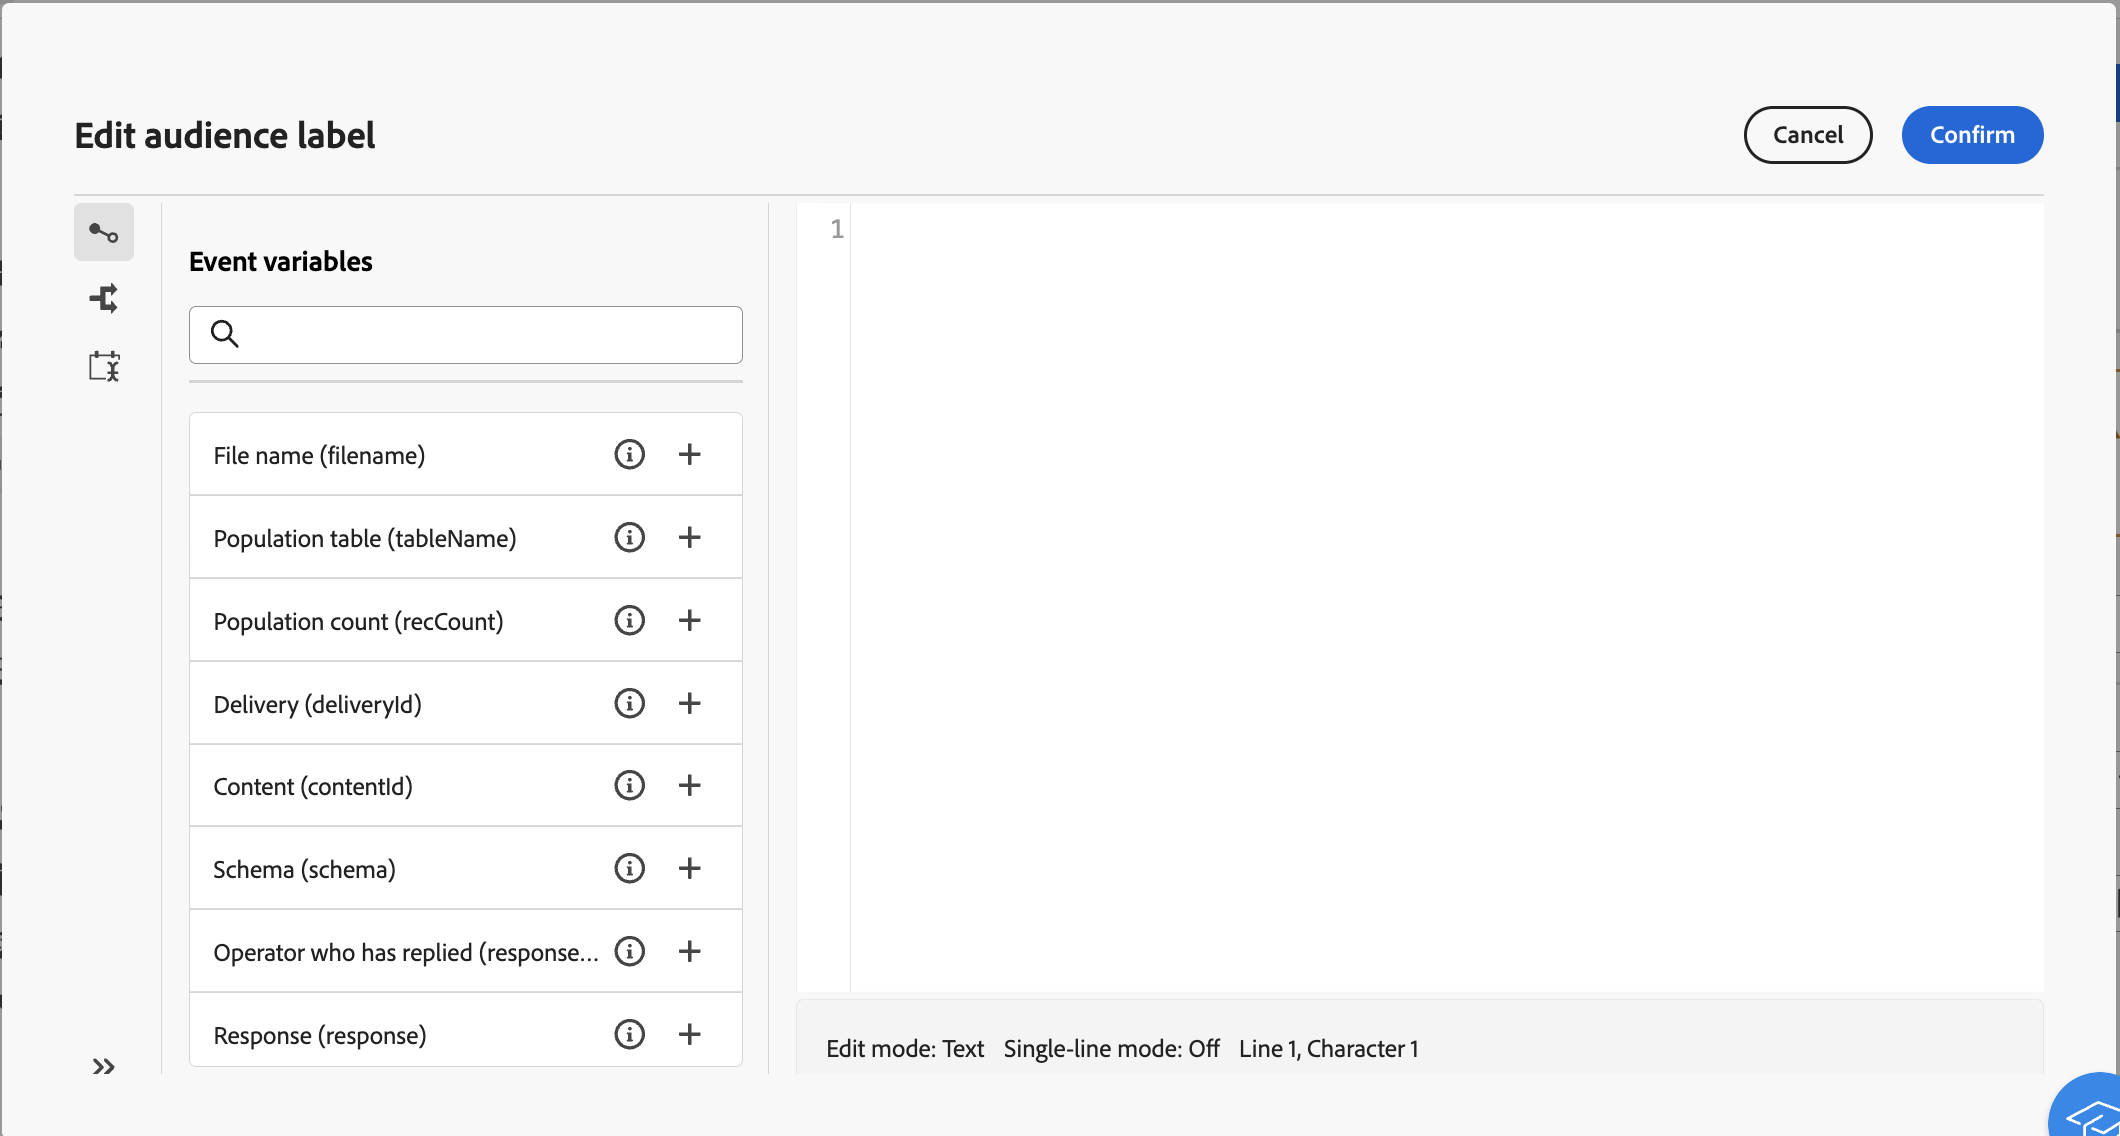 Edit audience label
Cancel
Confirm
Event variables
File name (filename)
Population table (tableName)
Population count (recCount)
Delivery (deliveryId)
Content (contentId)
Schema (schema)
Operator who has replied (response...
Response (response)
1
Edit mode: Text Single-line mode: Off Line 1, Character 1